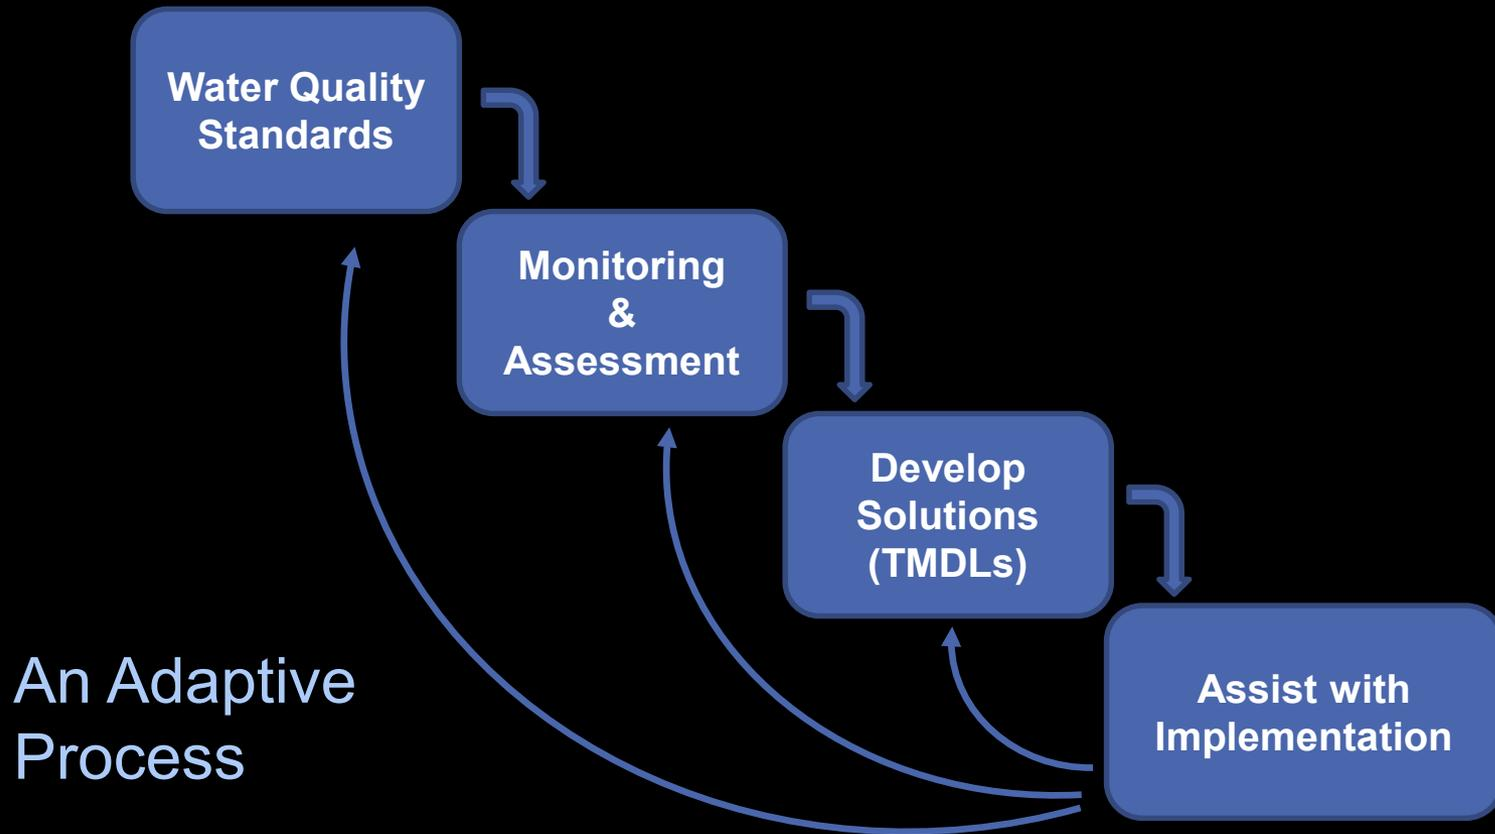 Water Quality
Standards
Monitoring
&
Assessment
Develop
Solutions
(TMDLs)
Assist with
Implementation
An Adaptive
Process